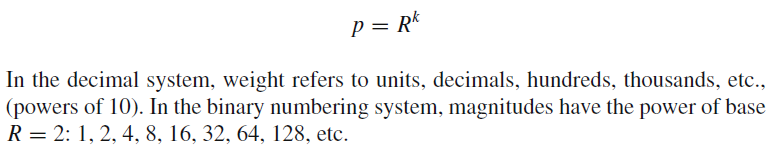 p = R^k
In the decimal system, weight refers to units, decimals, hundreds, thousands, etc.,
(powers of 10). In the binary numbering system, magnitudes have the power of base
R = 2: 1, 2, 4, 8, 16, 32, 64, 128, etc.